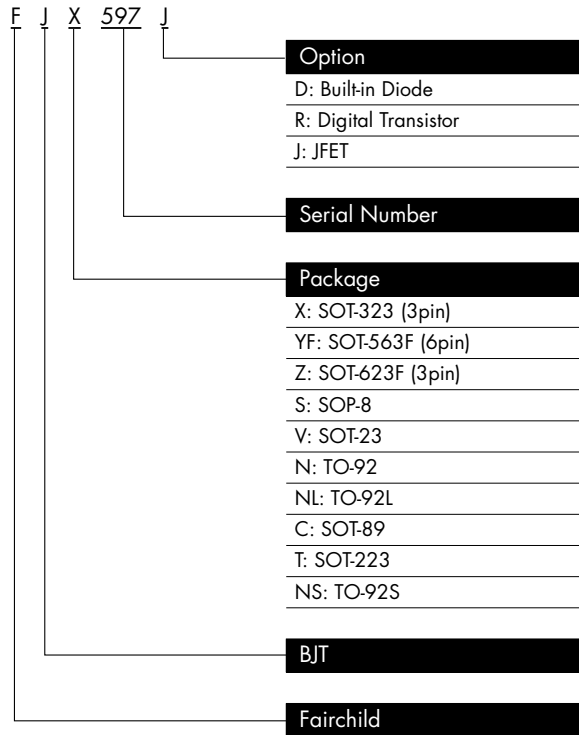 F J X 597 J
Option
D: Built-in Diode
R: Digital Transistor
J: JFET
Serial Number
Package
X: SOT-323 (3pin)
YF: SOT-563F (6pin)
Z: SOT-623F (3pin)
S: SOP-8
V: SOT-23
N: TO-92
NL: TO-92L
C: SOT-89
T: SOT-223
NS: TO-92S
BJT
Fairchild